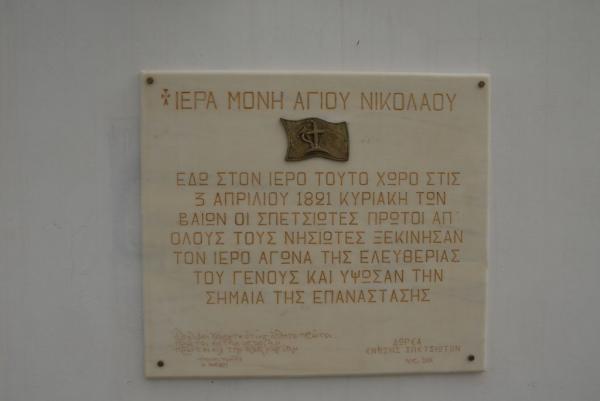 ΙΕΡΑ ΜΟΝΗ ΑΓΙΟΥ ΝΙΚΟΛΑΟΥ
ΕΔΩ ΣΤΟΝ ΙΕΡΟ ΤΟΥΤΟ ΧΩΡΟ ΣΤΙΣ
3 ΑΠΡΙΛΙΟΥ 1821 ΚΥΡΙΑΚΗ ΤΩΝ
ΒΑΙΩΝ ΟΙ ΣΠΕΤΣΙΩΤΕΣ ΠΡΩΤΟΙ ΑΠ'
ΟΛΟΥΣ ΤΟΥΣ ΝΗΣΙΩΤΕΣ ΞΕΚΙΝΗΣΑΝ
ΤΟΝ ΙΕΡΟ ΑΓΩΝΑ ΤΗΣ ΕΛΕΥΘΕΡΙΑΣ
ΤΟΥ ΓΕΝΟΥΣ ΚΑΙ ΥΨΩΣΑΝ ΤΗΝ
ΣΗΜΑΙΑ ΤΗΣ ΕΠΑΝΑΣΤΑΣΗΣ
ΔΩΡΕΑ
ΕΝΩΣΗΣ ΣΠΕΤΣΙΩΤΩΝ